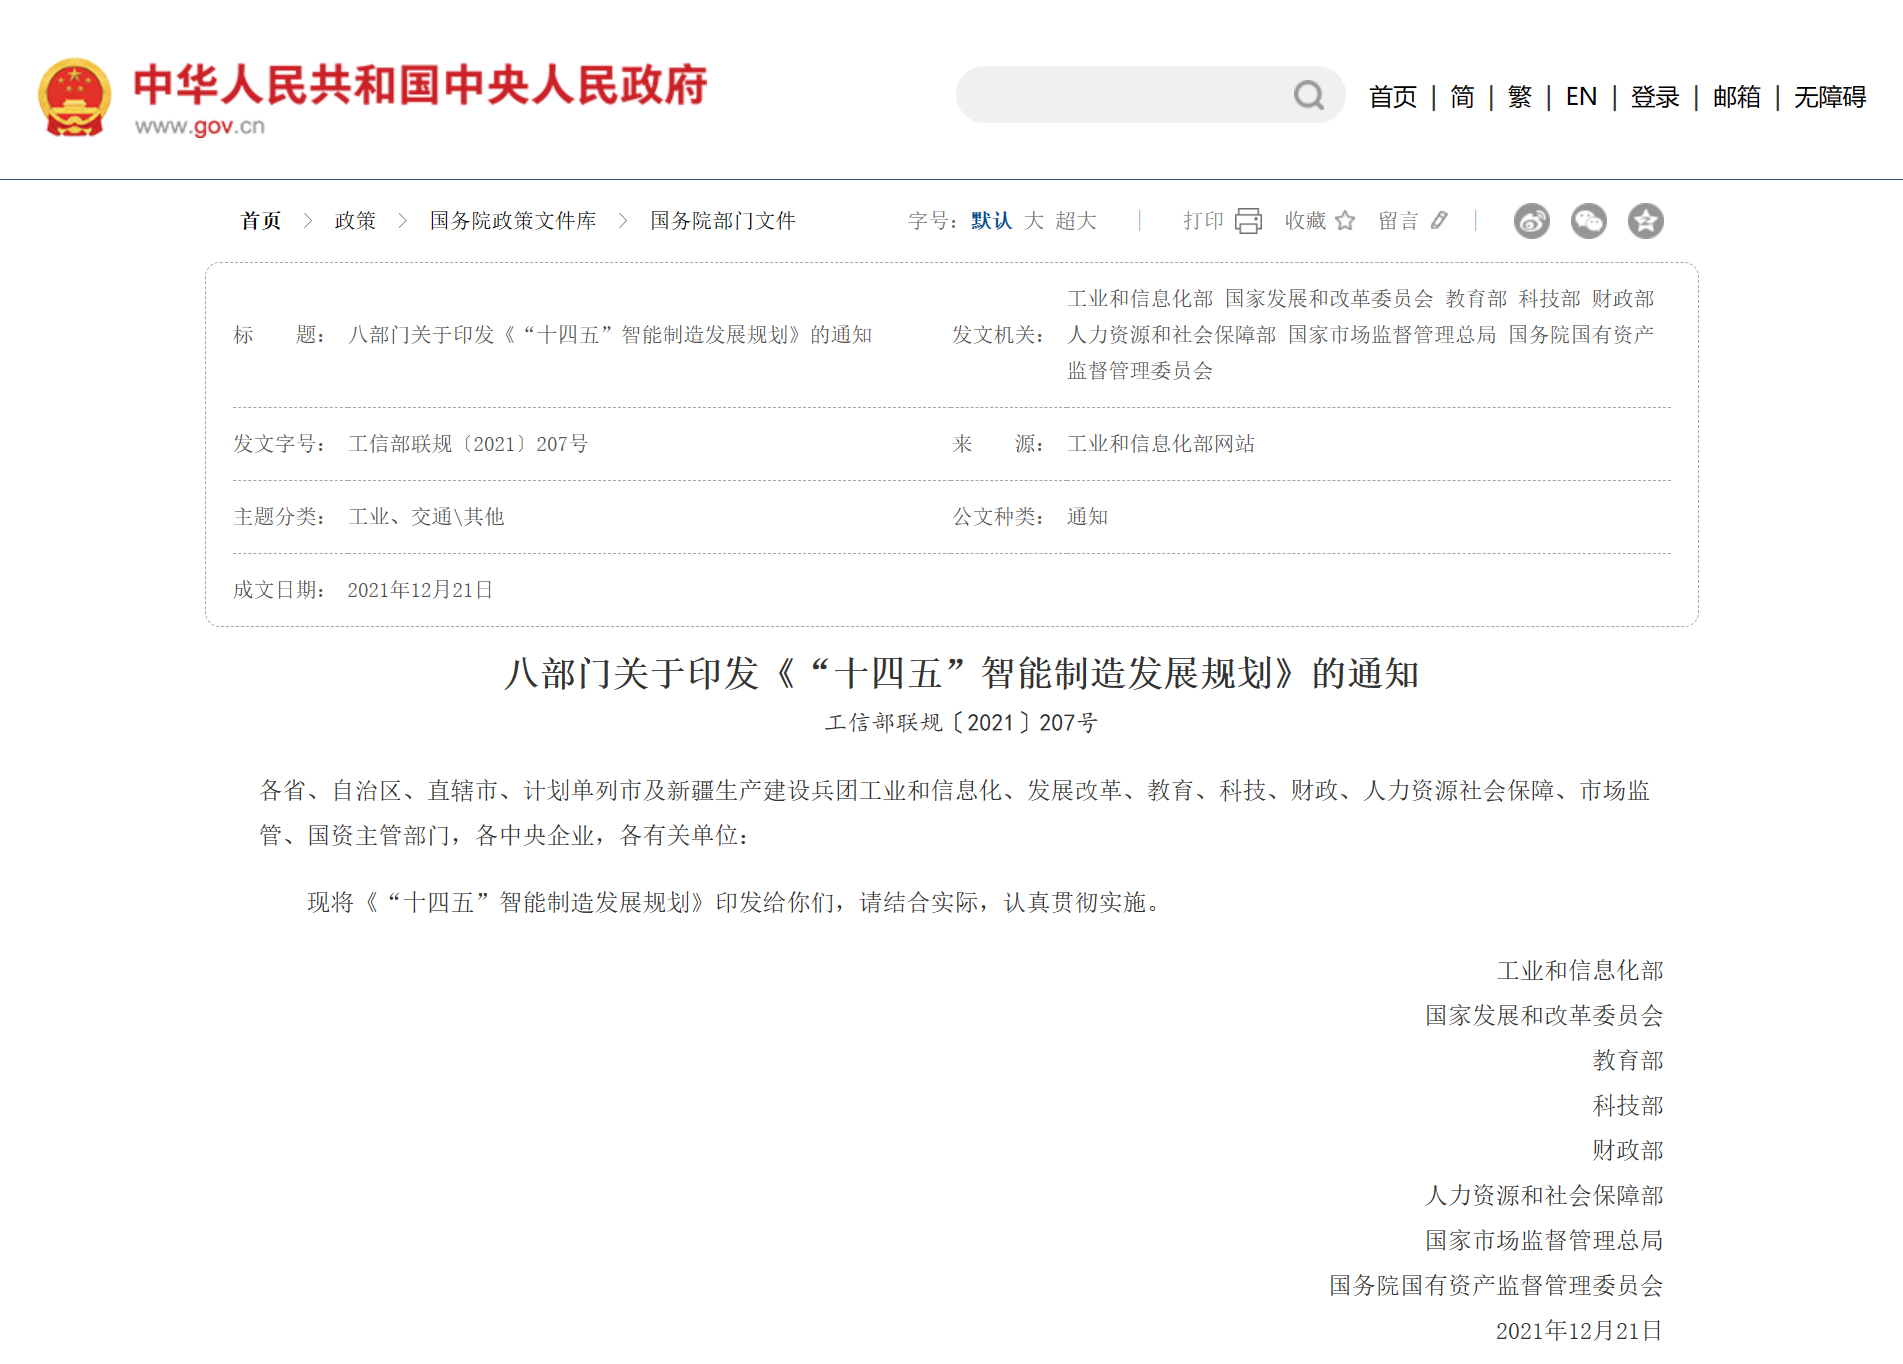 中华人民共和国中央人民政府
www.gov.cn
首页 | 简 | 繁 | EN | 登录 | 邮箱 | 无障碍
首页 > 政策 > 国务院政策文件库 > 国务院部门文件
字号：默认 大 超大 | 打印 收藏 留言 |
标　　题： 八部门关于印发《“十四五”智能制造发展规划》的通知
发文机关： 工业和信息化部 国家发展和改革委员会 教育部 科技部 财政部
人力资源和社会保障部 国家市场监督管理总局 国务院国有资产
监督管理委员会
发文字号： 工信部联规〔2021〕207号
来　　源： 工业和信息化部网站
主题分类： 工业、交通\其他
公文种类： 通知
成文日期： 2021年12月21日
八部门关于印发《“十四五”智能制造发展规划》的通知
工信部联规〔2021〕207号
各省、自治区、直辖市、计划单列市及新疆生产建设兵团工业和信息化、发展改革、教育、科技、财政、人力资源社会保障、市场监
管、国资主管部门，各中央企业，各有关单位：
现将《“十四五”智能制造发展规划》印发给你们，请结合实际，认真贯彻实施。
工业和信息化部
国家发展和改革委员会
教育部
科技部
财政部
人力资源和社会保障部
国家市场监督管理总局
国务院国有资产监督管理委员会
2021年12月21日